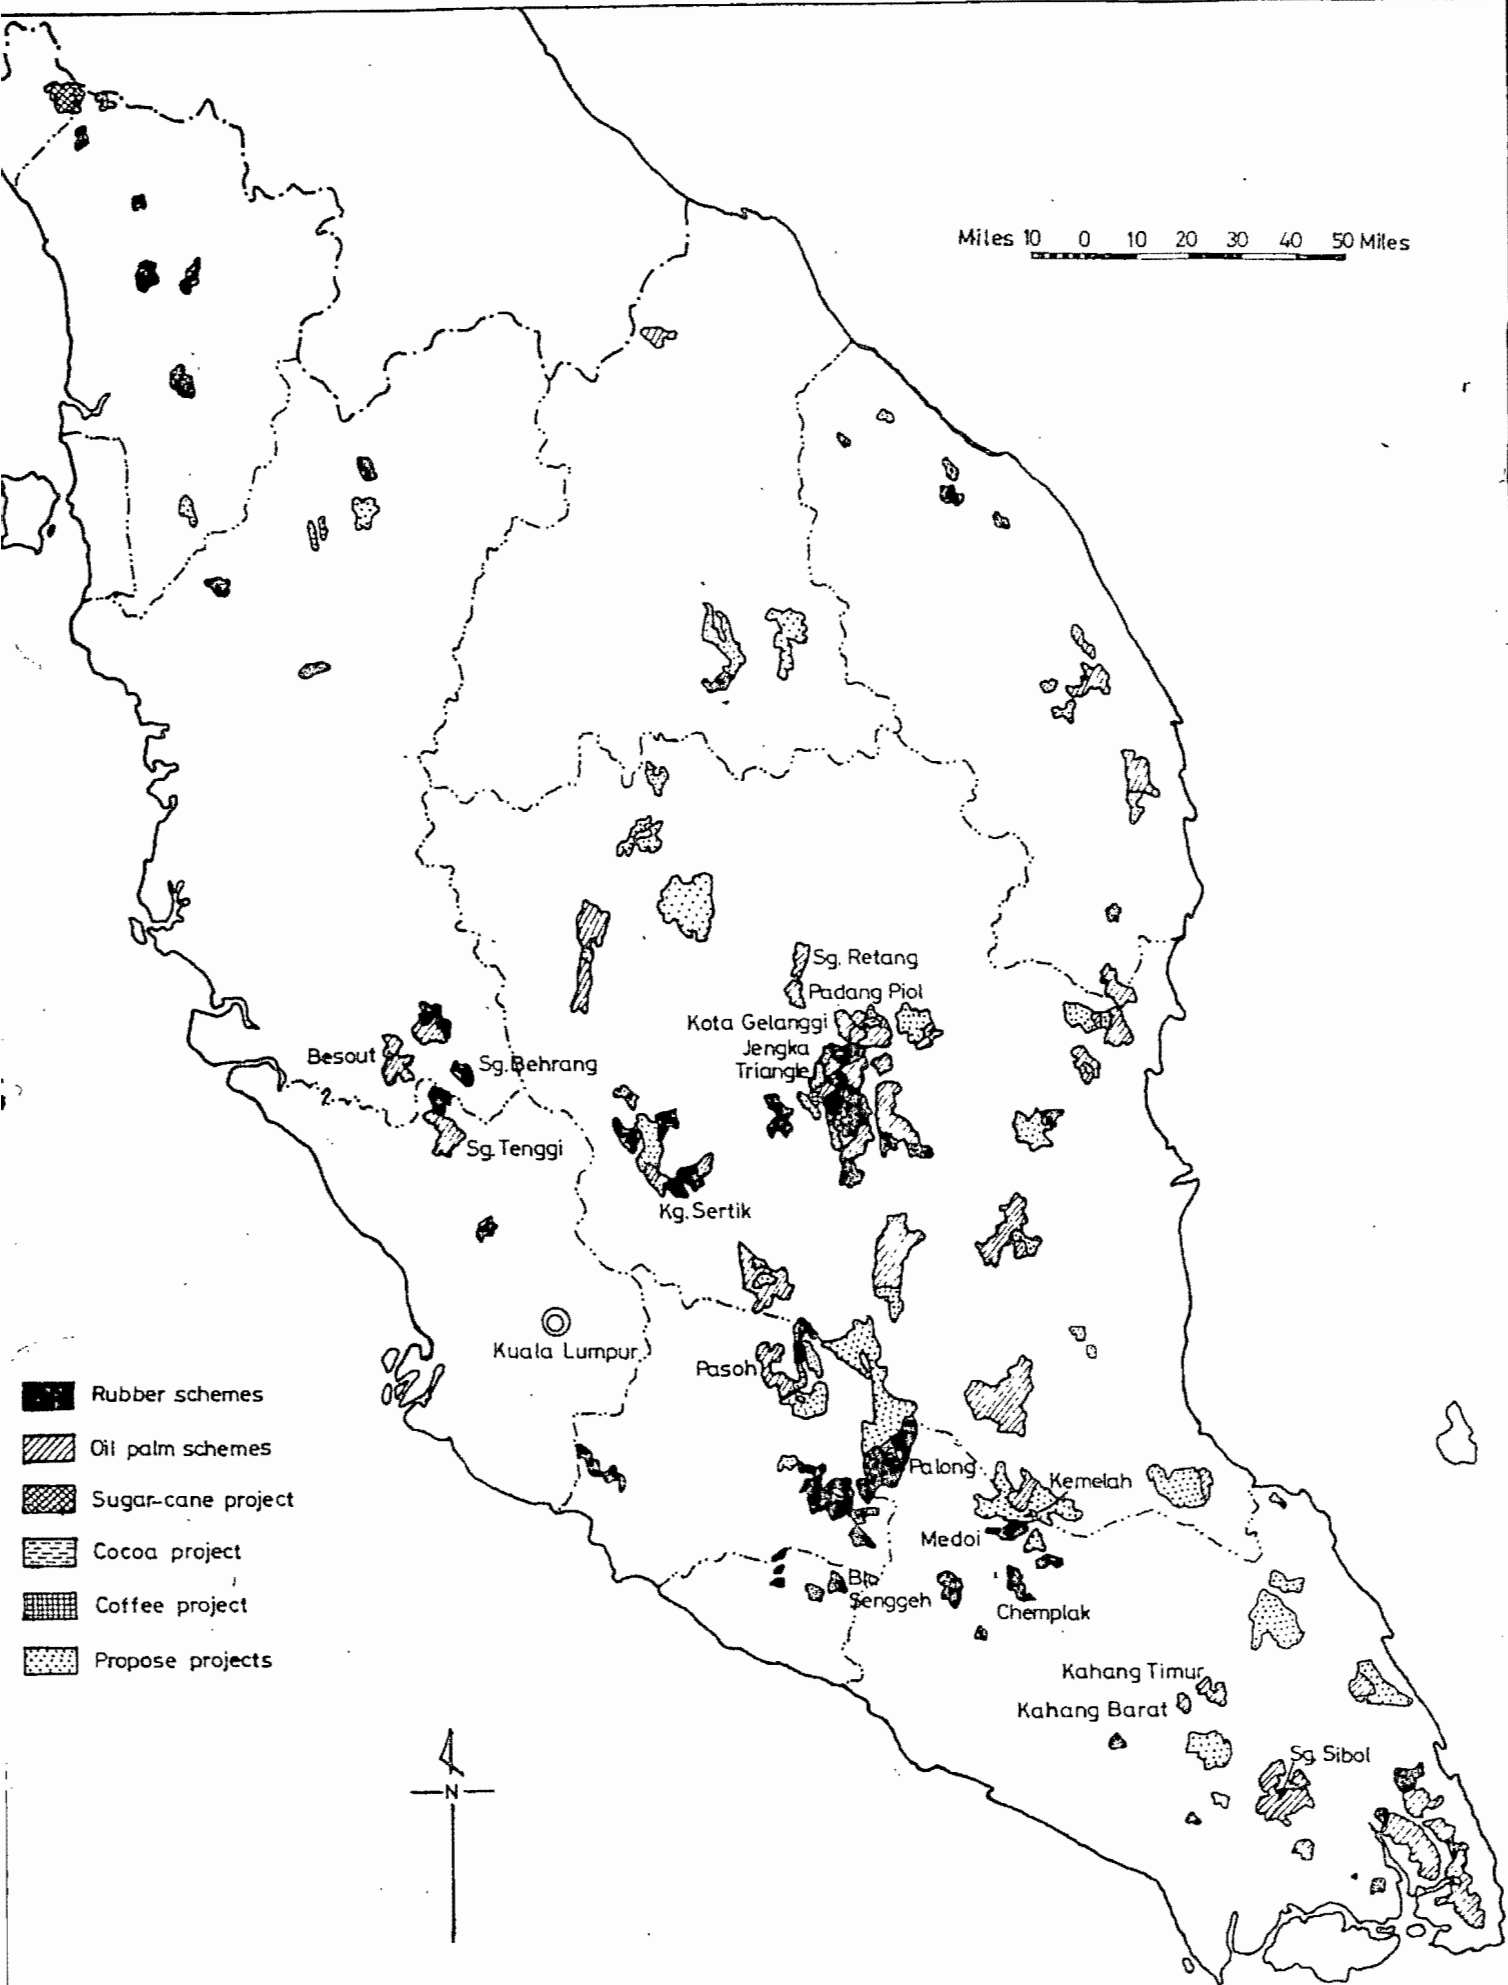 Miles 10 0 10 20 30 40 50 Miles
Sg. Retang
Padang Piol
Kota Gelanggi
Jengka
Triangle
Besout
Sg. Behrang
Sg. Tenggi
Kg. Sertik
Kuala Lumpur
Pasoh
Palong
Kemelah
Medoi
Bt.
Senggeh
Chemplak
Kahang Timur
Kahang Barat
Sg. Sibol
Rubber schemes
Oil palm schemes
Sugar-cane project
Cocoa project
Coffee project
Propose projects
N